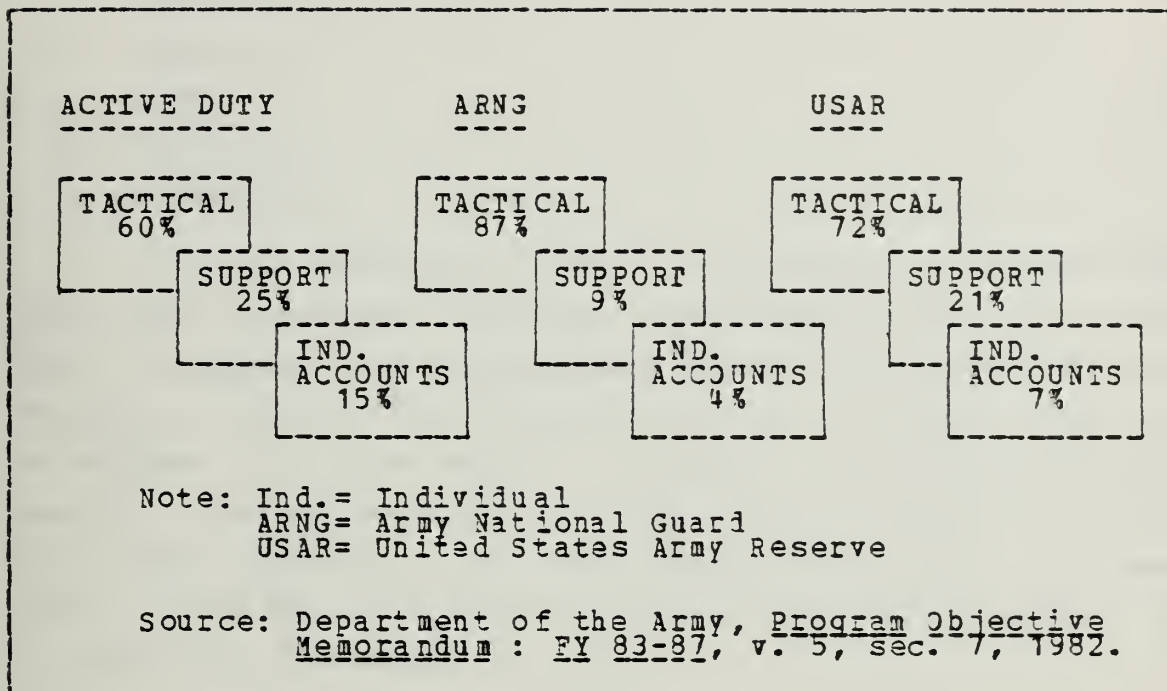 ACTIVE DUTY ARNG USAR
TACTICAL TACTICAL TACTICAL
60% 87% 72%
SUPPORT SUPPORT SUPPORT
25% 9% 21%
IND. IND. IND.
ACCOUNTS ACCOUNTS ACCOUNTS
15% 4% 7%
Note: Ind.= Individual
ARNG= Army National Guard
USAR= United States Army Reserve
Source: Department of the Army, Program Objective
Memorandum : FY 83-87, v. 5, sec. 7, 1982.